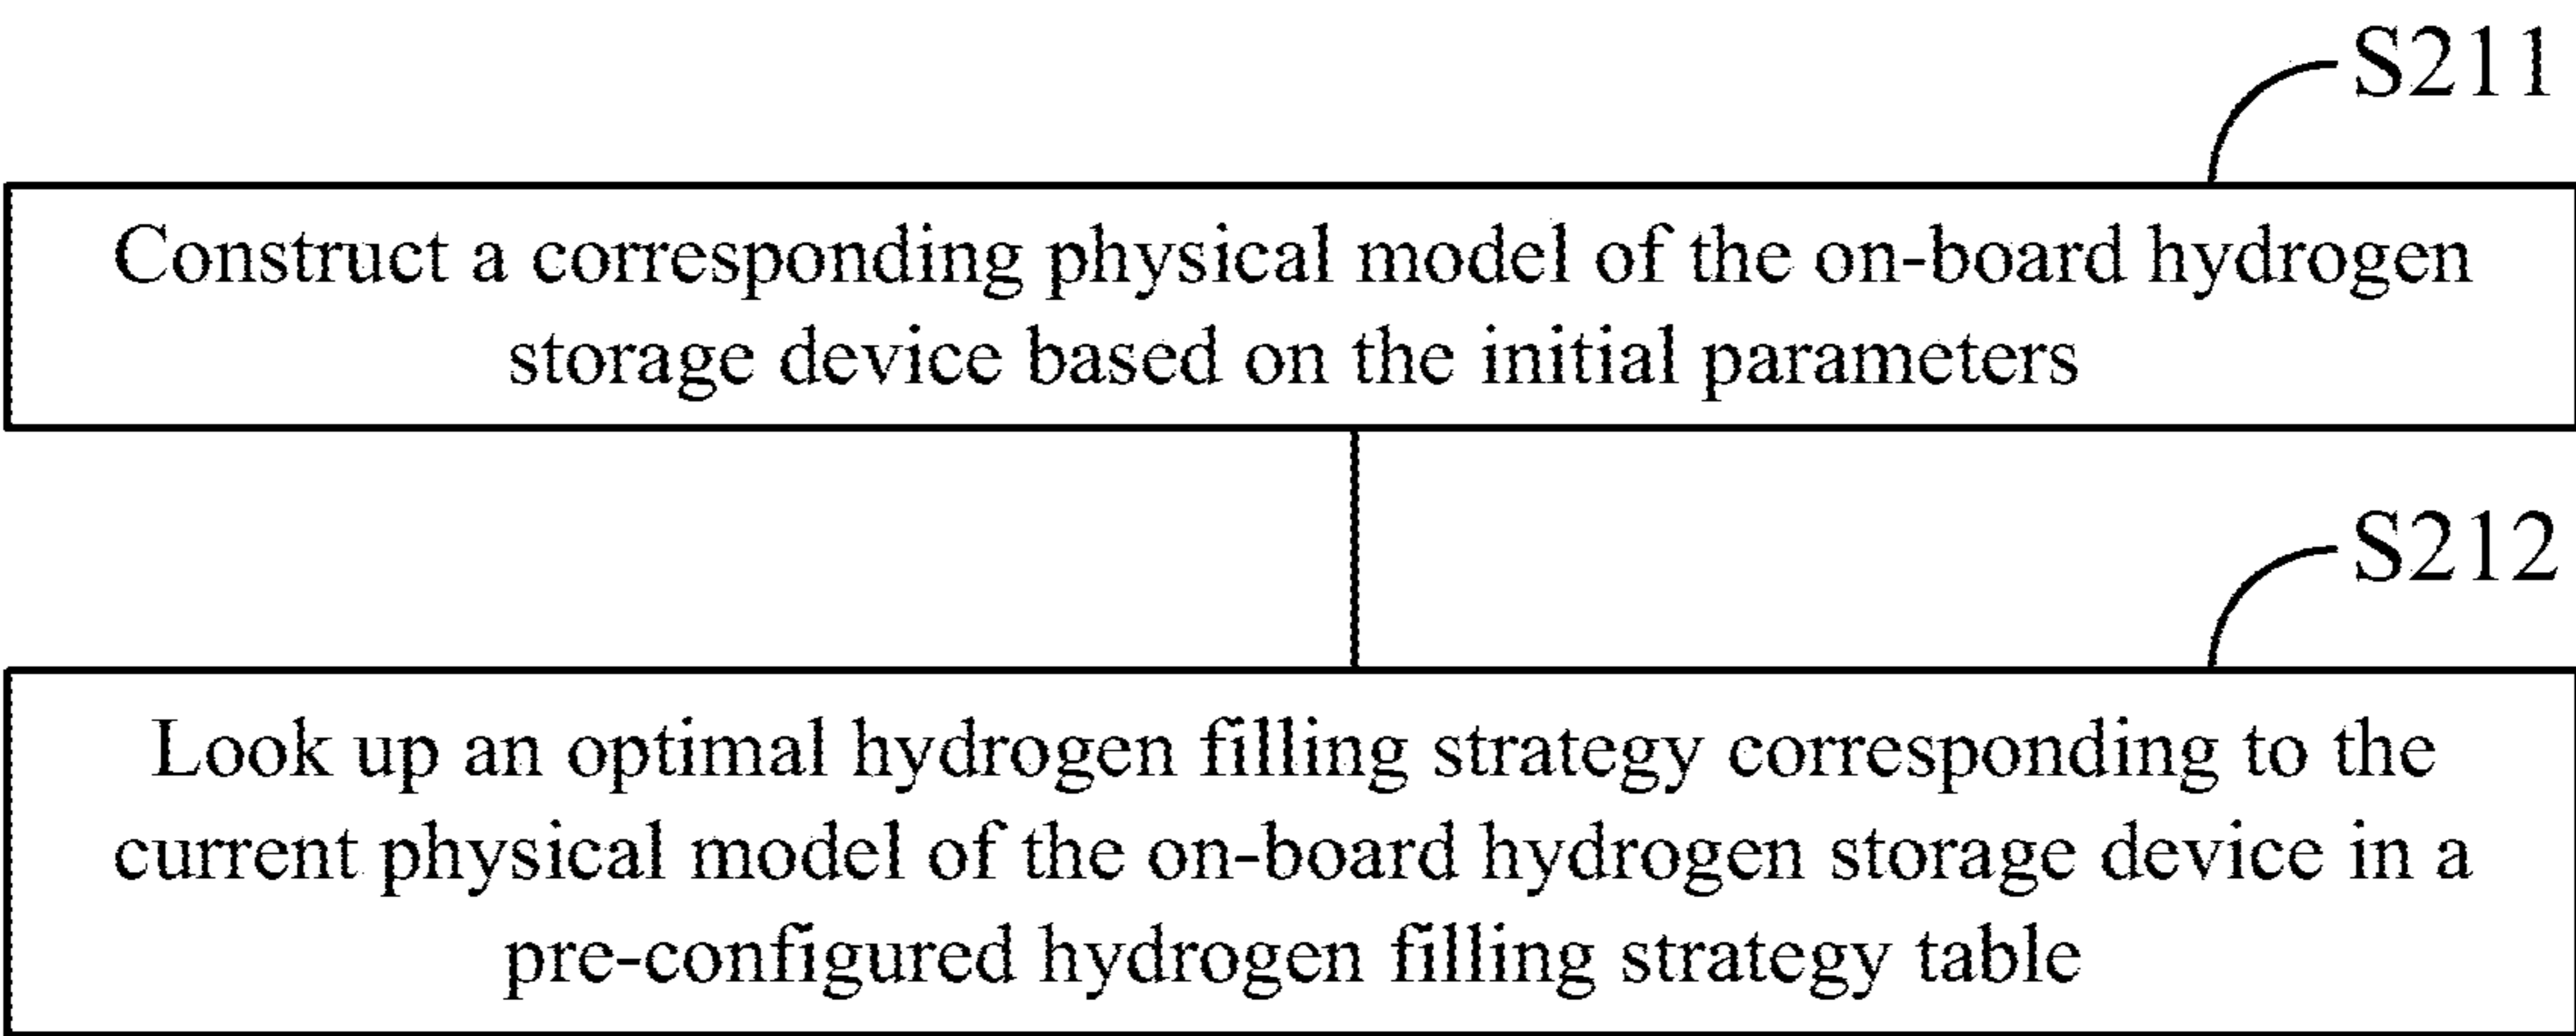 S211
Construct a corresponding physical model of the on-board hydrogen
storage device based on the initial parameters
S212
Look up an optimal hydrogen filling strategy corresponding to the
current physical model of the on-board hydrogen storage device in a
pre-configured hydrogen filling strategy table